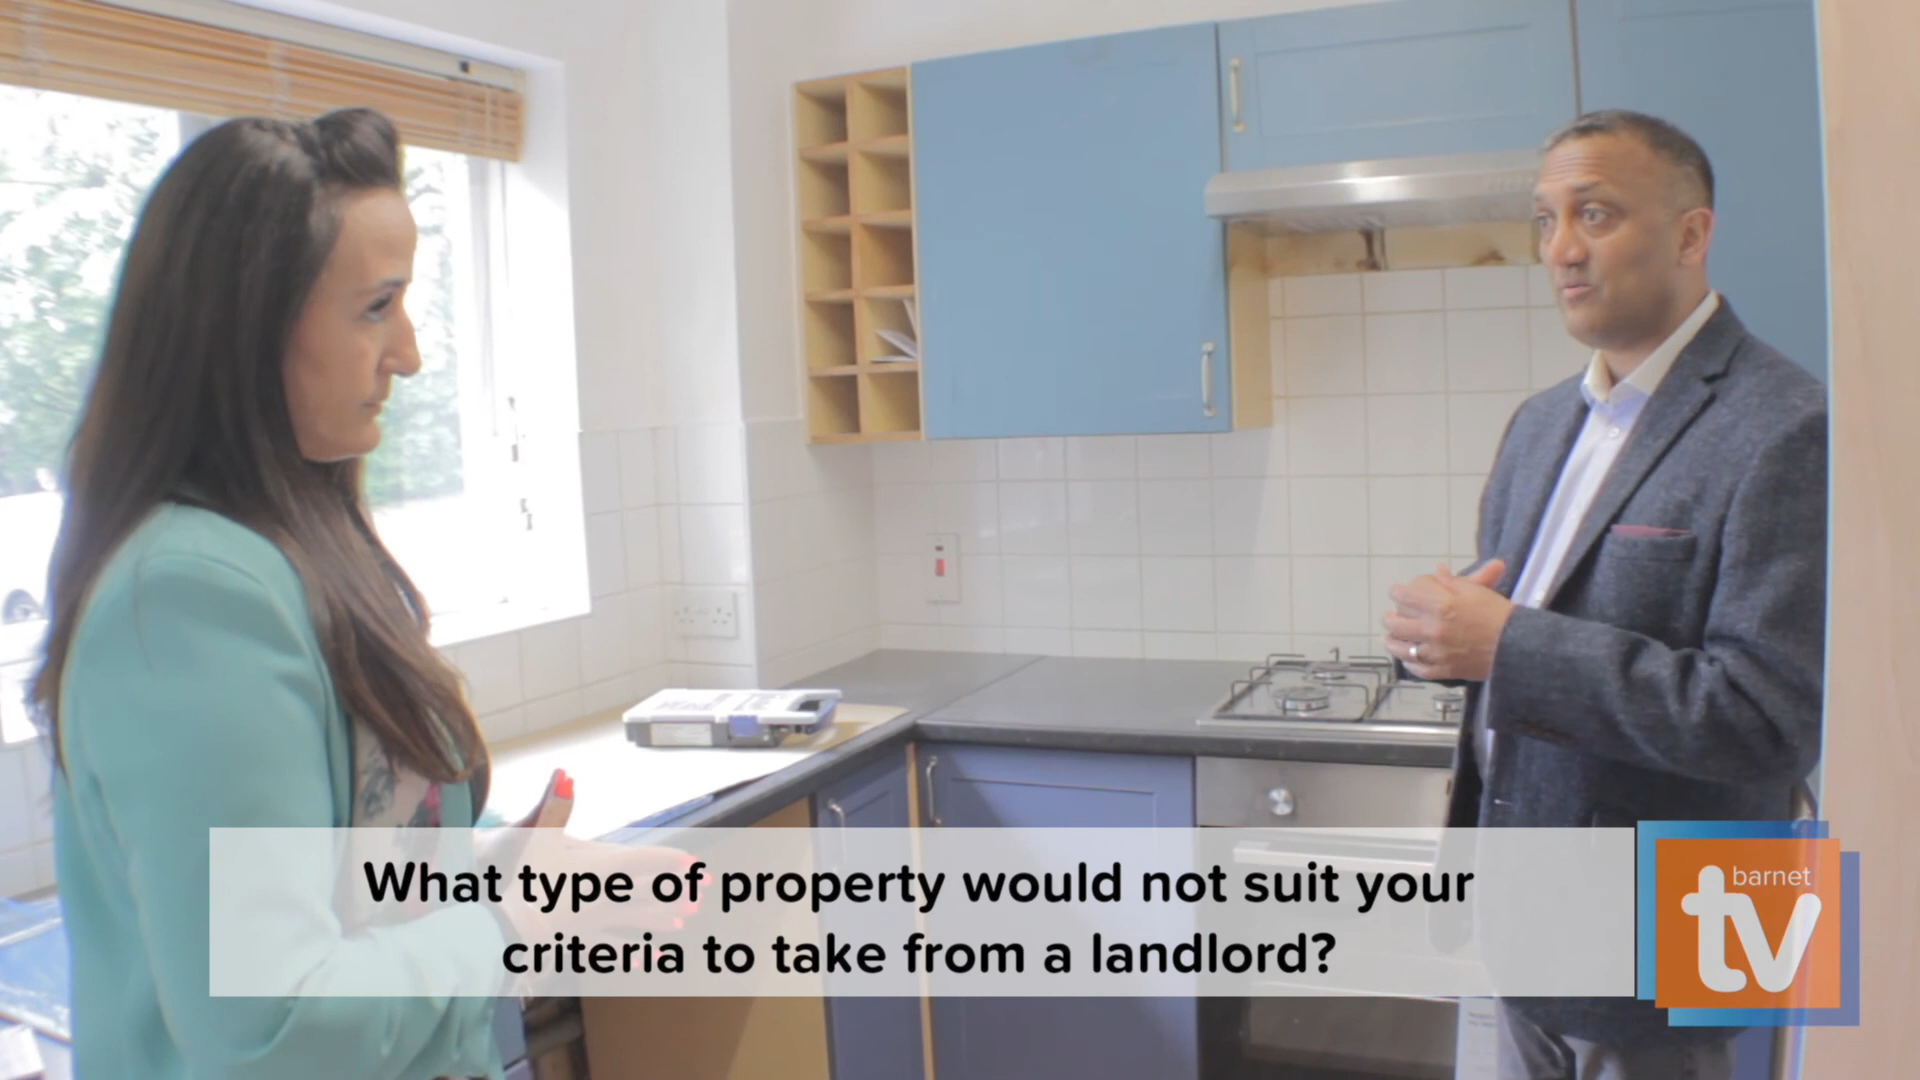 What type of property would not suit your
criteria to take from a landlord?
barnet
tv